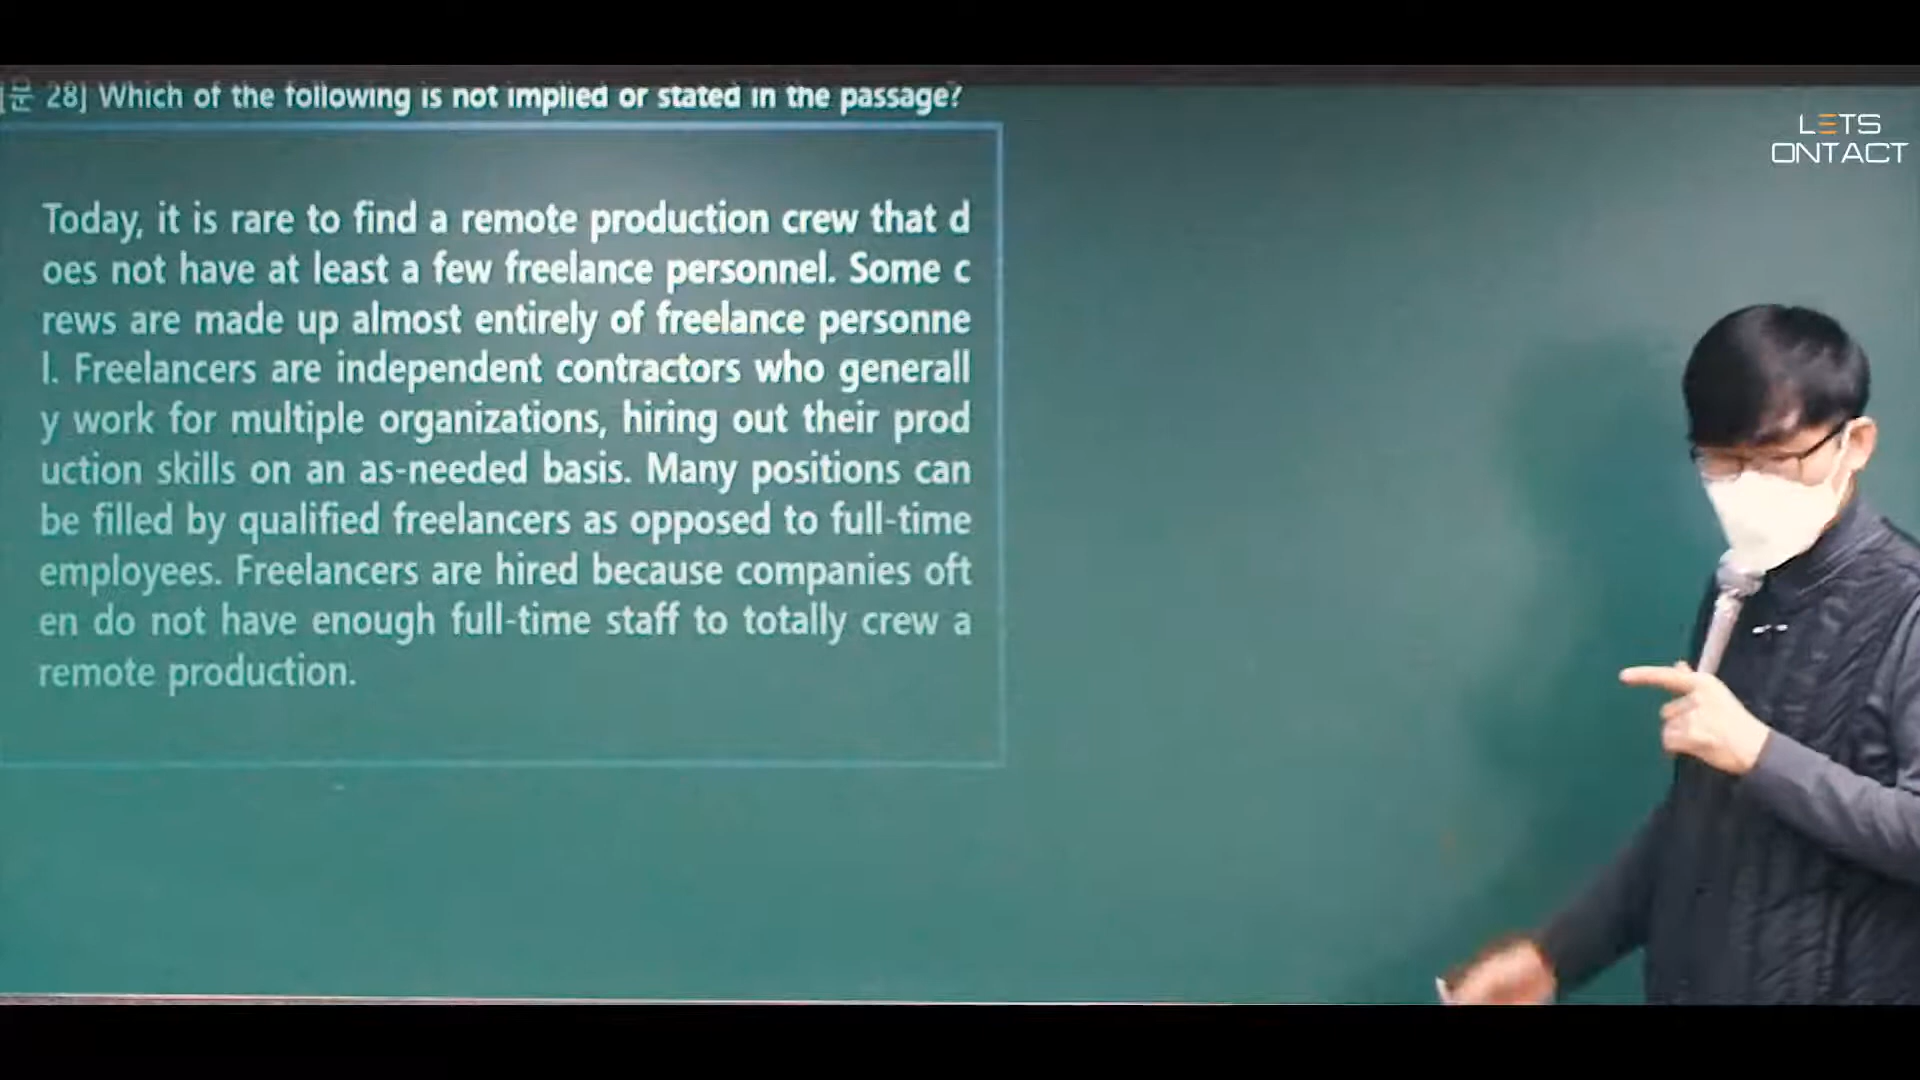 [문 28] Which of the following is not implied or stated in the passage?
LETS
ONTACT
Today, it is rare to find a remote production crew that d
oes not have at least a few freelance personnel. Some c
rews are made up almost entirely of freelance personne
l. Freelancers are independent contractors who generall
y work for multiple organizations, hiring out their prod
uction skills on an as-needed basis. Many positions can
be filled by qualified freelancers as opposed to full-time
employees. Freelancers are hired because companies oft
en do not have enough full-time staff to totally crew a
remote production.